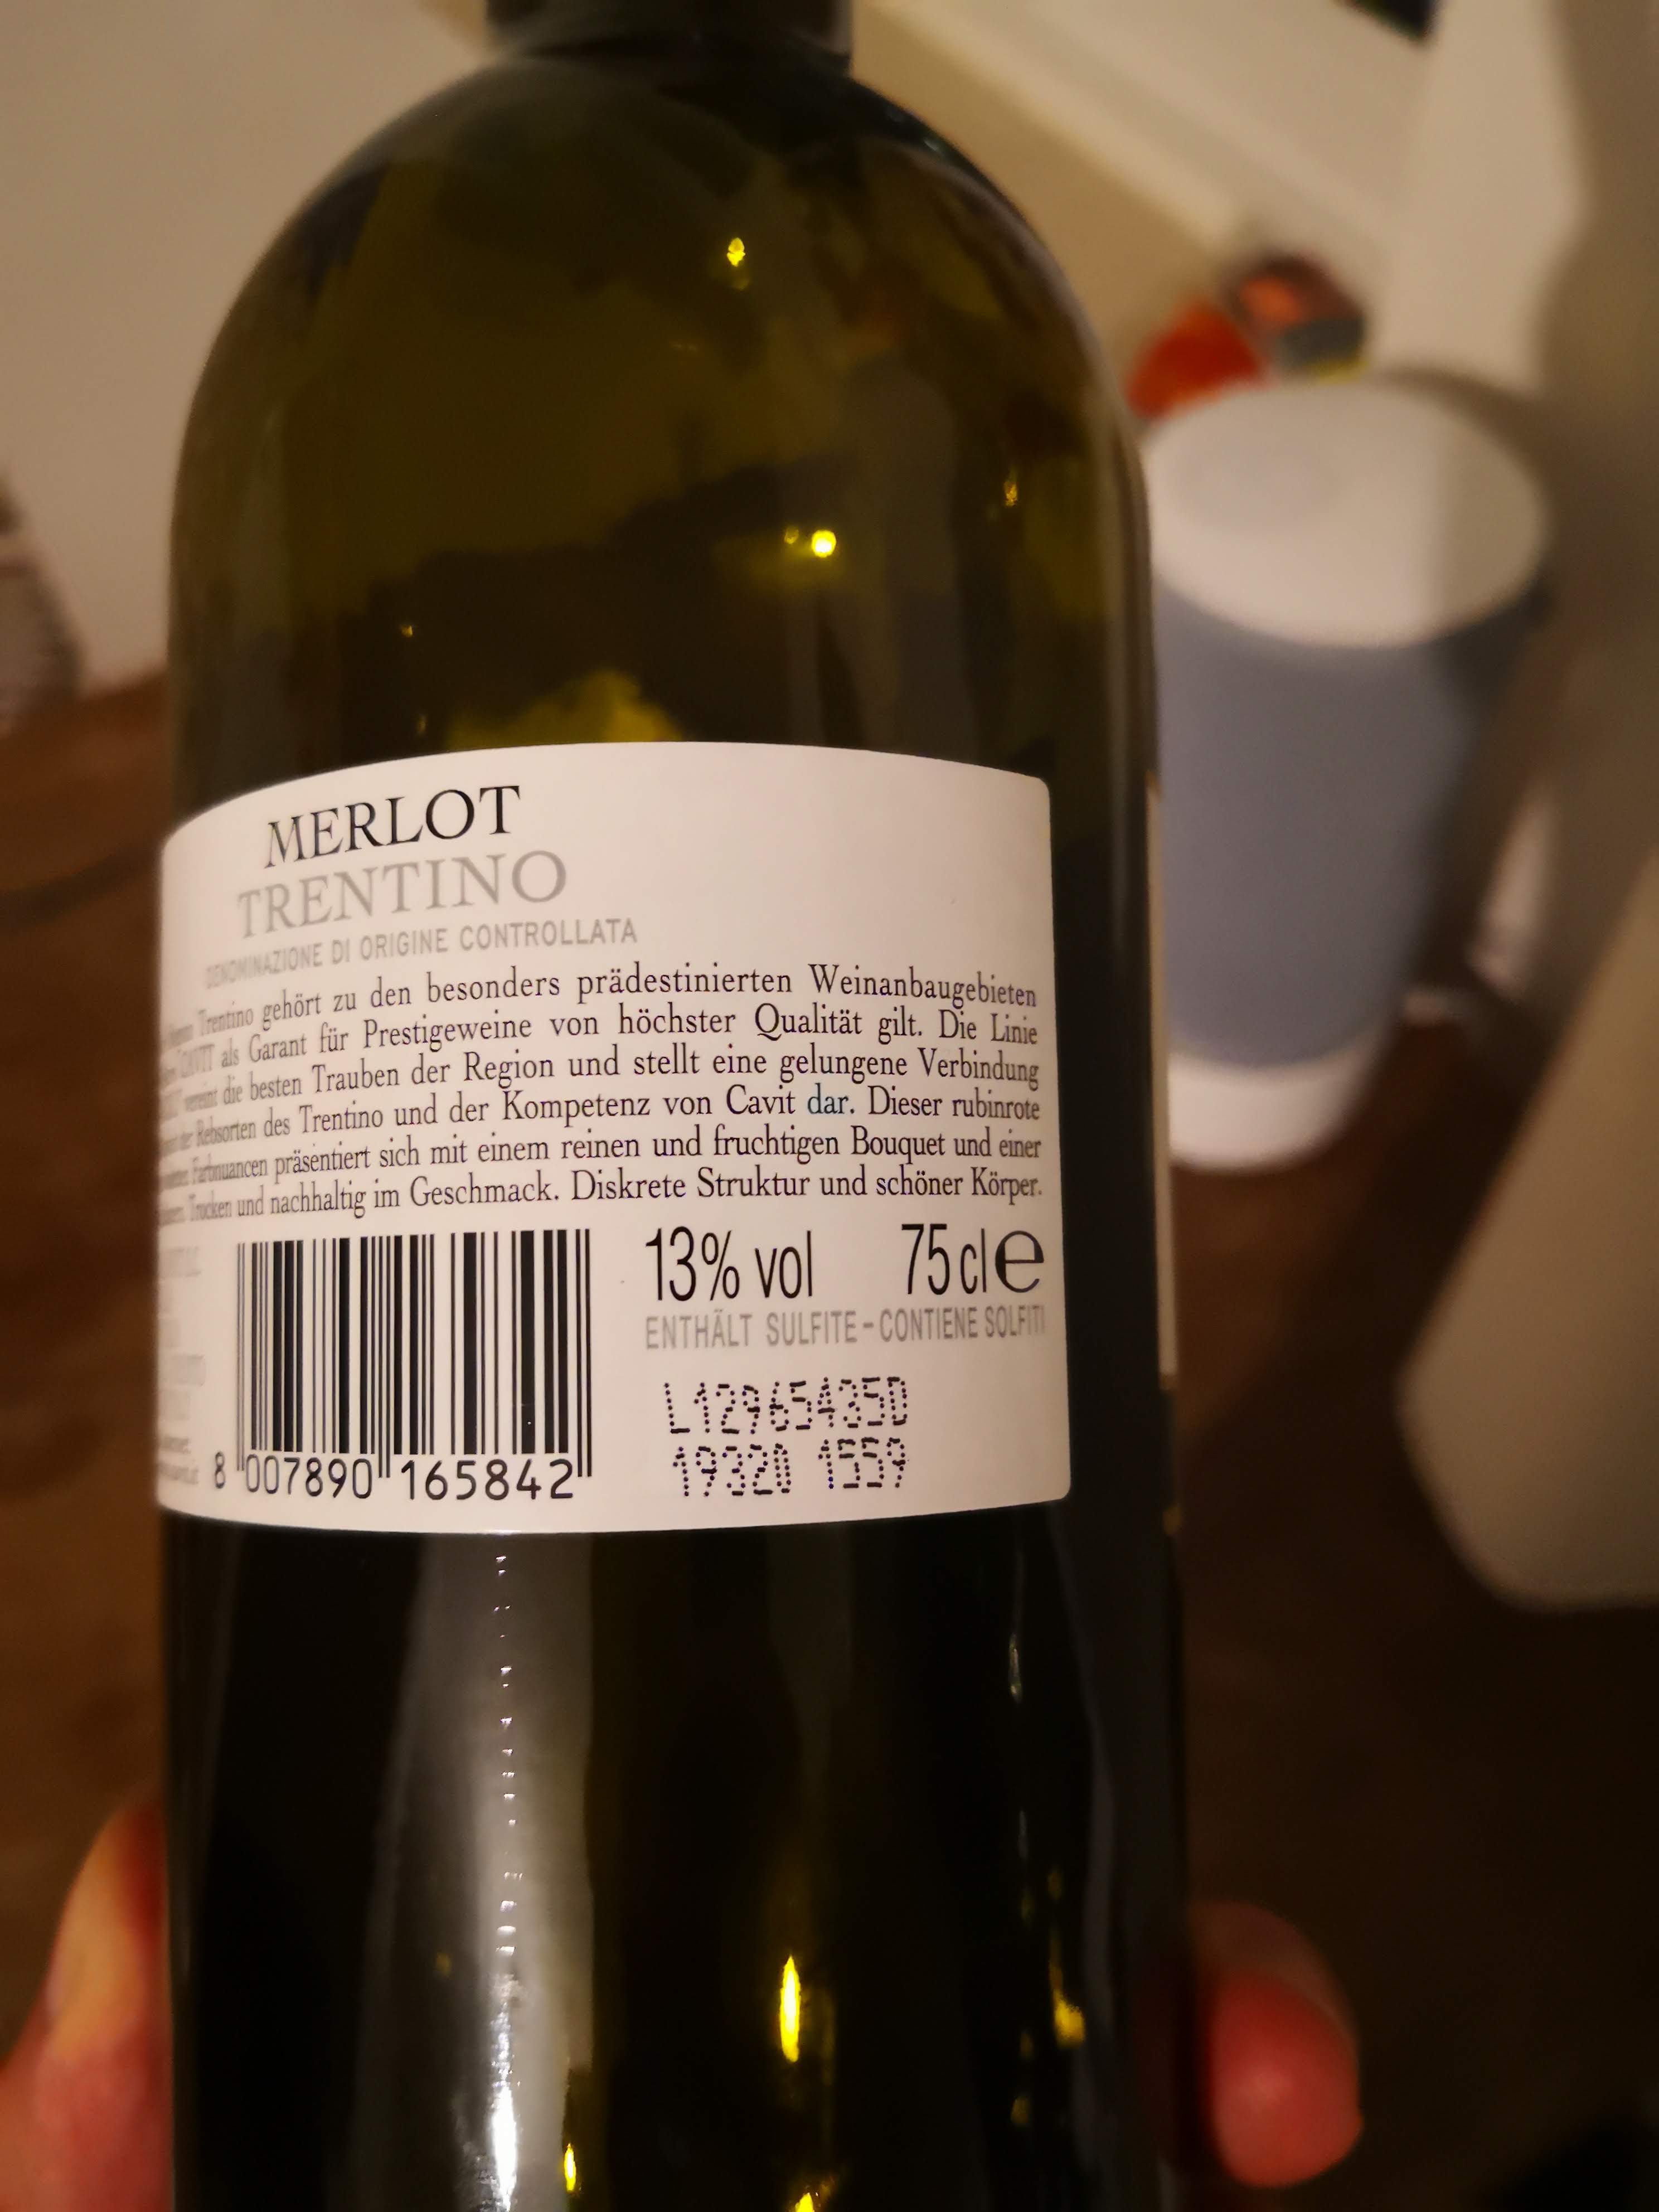 MERLOT
TRENTINO
DENOMINAZIONE DI ORIGINE CONTROLLATA
Trentino gehört zu den besonders prädestinierten Weinanbaugebieten
CAVIT als Garant für Prestigeweine von höchster Qualität gilt. Die Linie
vereint die besten Trauben der Region und stellt eine gelungene Verbindung
der Rebsorten des Trentino und der Kompetenz von Cavit dar. Dieser rubinrote
Farbnuancen präsentiert sich mit einem reinen und fruchtigen Bouquet und einer
Trocken und nachhaltig im Geschmack. Diskrete Struktur und schöner Körper.
13% vol 75cl e
ENTHÄLT SULFITE - CONTIENE SOLFITI
L12965435D
19320 1559
8 007890 165842